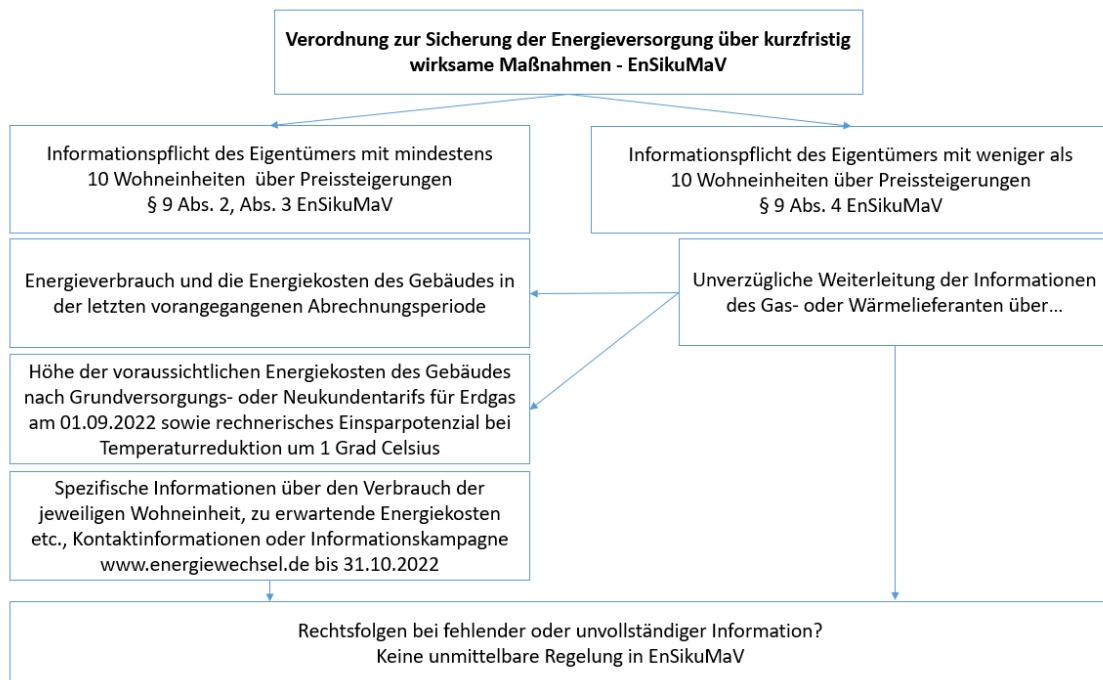 Verordnung zur Sicherung der Energieversorgung über kurzfristig
wirksame Maßnahmen - EnSikuMaV
Informationspflicht des Eigentümers mit mindestens
10 Wohneinheiten über Preissteigerungen
§ 9 Abs. 2, Abs. 3 EnSikuMaV
Informationspflicht des Eigentümers mit weniger als
10 Wohneinheiten über Preissteigerungen
§ 9 Abs. 4 EnSikuMaV
Energieverbrauch und die Energiekosten des Gebäudes in
der letzten vorangegangenen Abrechnungsperiode
Unverzügliche Weiterleitung der Informationen
des Gas- oder Wärmelieferanten über...
Höhe der voraussichtlichen Energiekosten des Gebäudes
nach Grundversorgungs- oder Neukundentarifs für Erdgas
am 01.09.2022 sowie rechnerisches Einsparpotenzial bei
Temperaturreduktion um 1 Grad Celsius
Spezifische Informationen über den Verbrauch der
jeweiligen Wohneinheit, zu erwartende Energiekosten
etc., Kontaktinformationen oder Informationskampagne
www.energiewechsel.de bis 31.10.2022
Rechtsfolgen bei fehlender oder unvollständiger Information?
Keine unmittelbare Regelung in EnSikuMaV